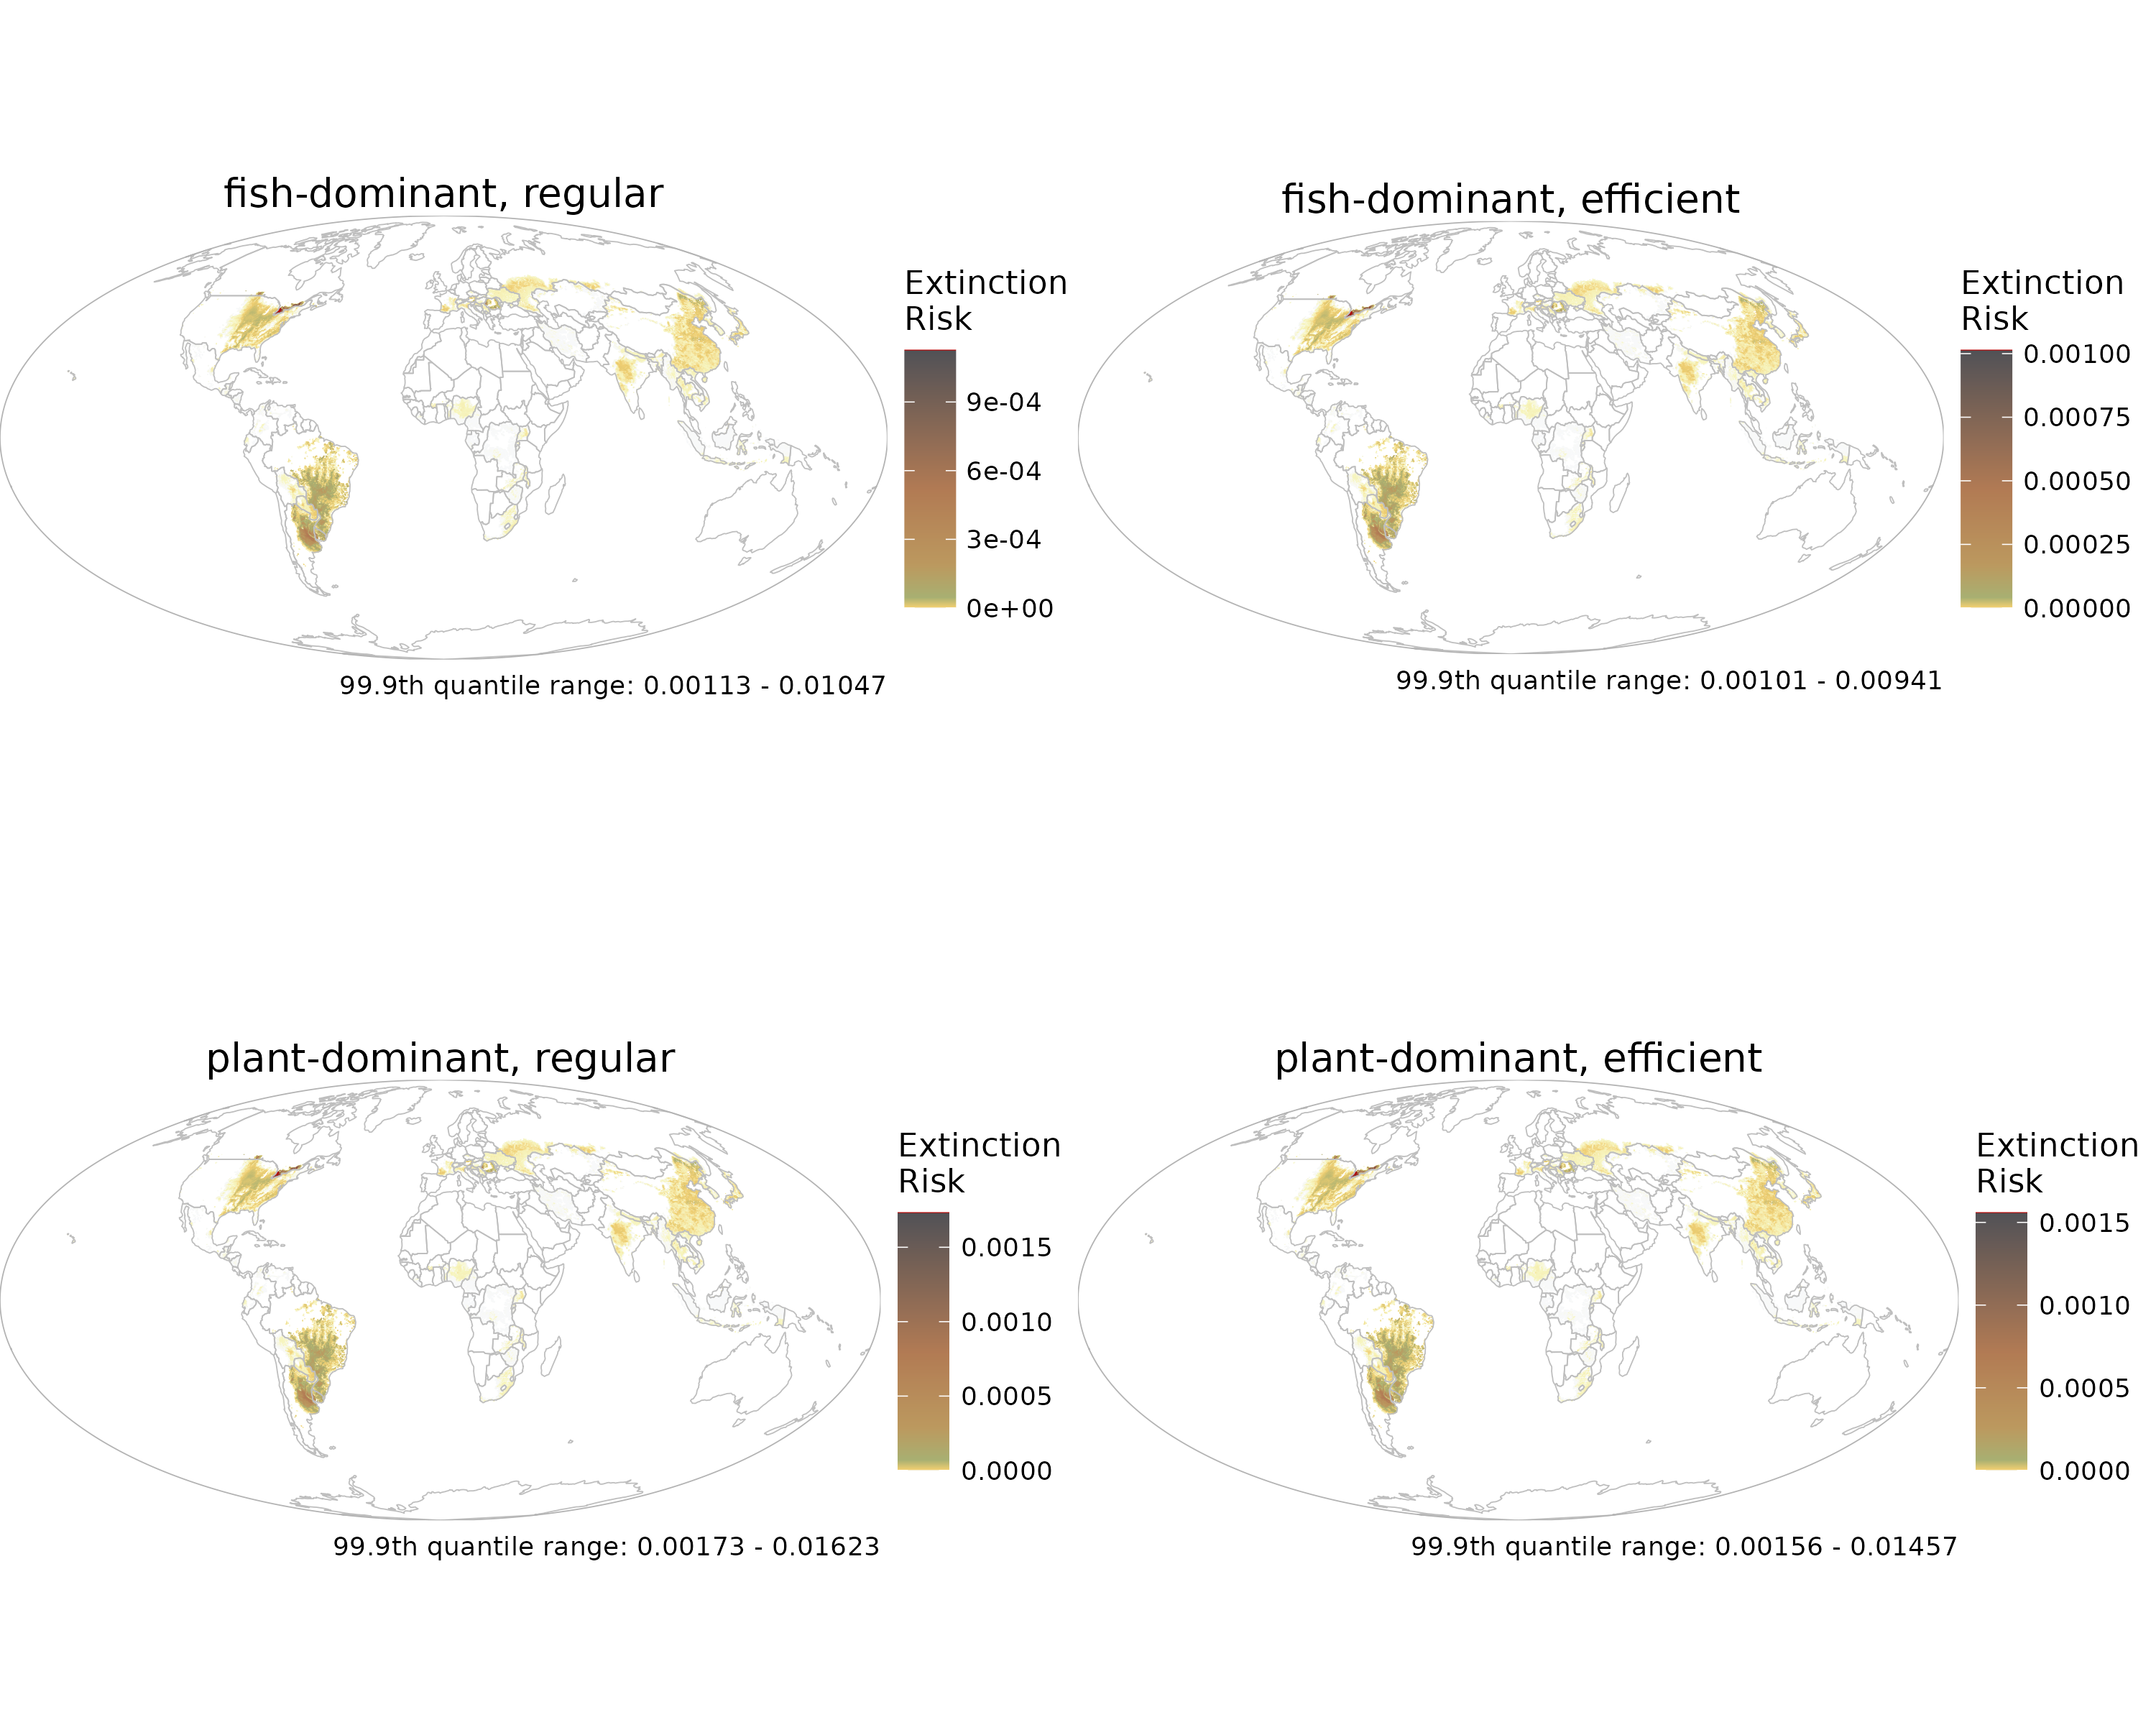 fish-dominant, regular
Extinction
Risk
9e-04
6e-04
3e-04
0e+00
99.9th quantile range: 0.00113 - 0.01047
fish-dominant, efficient
Extinction
Risk
0.00100
0.00075
0.00050
0.00025
0.00000
99.9th quantile range: 0.00101 - 0.00941
plant-dominant, regular
Extinction
Risk
0.0015
0.0010
0.0005
0.0000
99.9th quantile range: 0.00173 - 0.01623
plant-dominant, efficient
Extinction
Risk
0.0015
0.0010
0.0005
0.0000
99.9th quantile range: 0.00156 - 0.01457